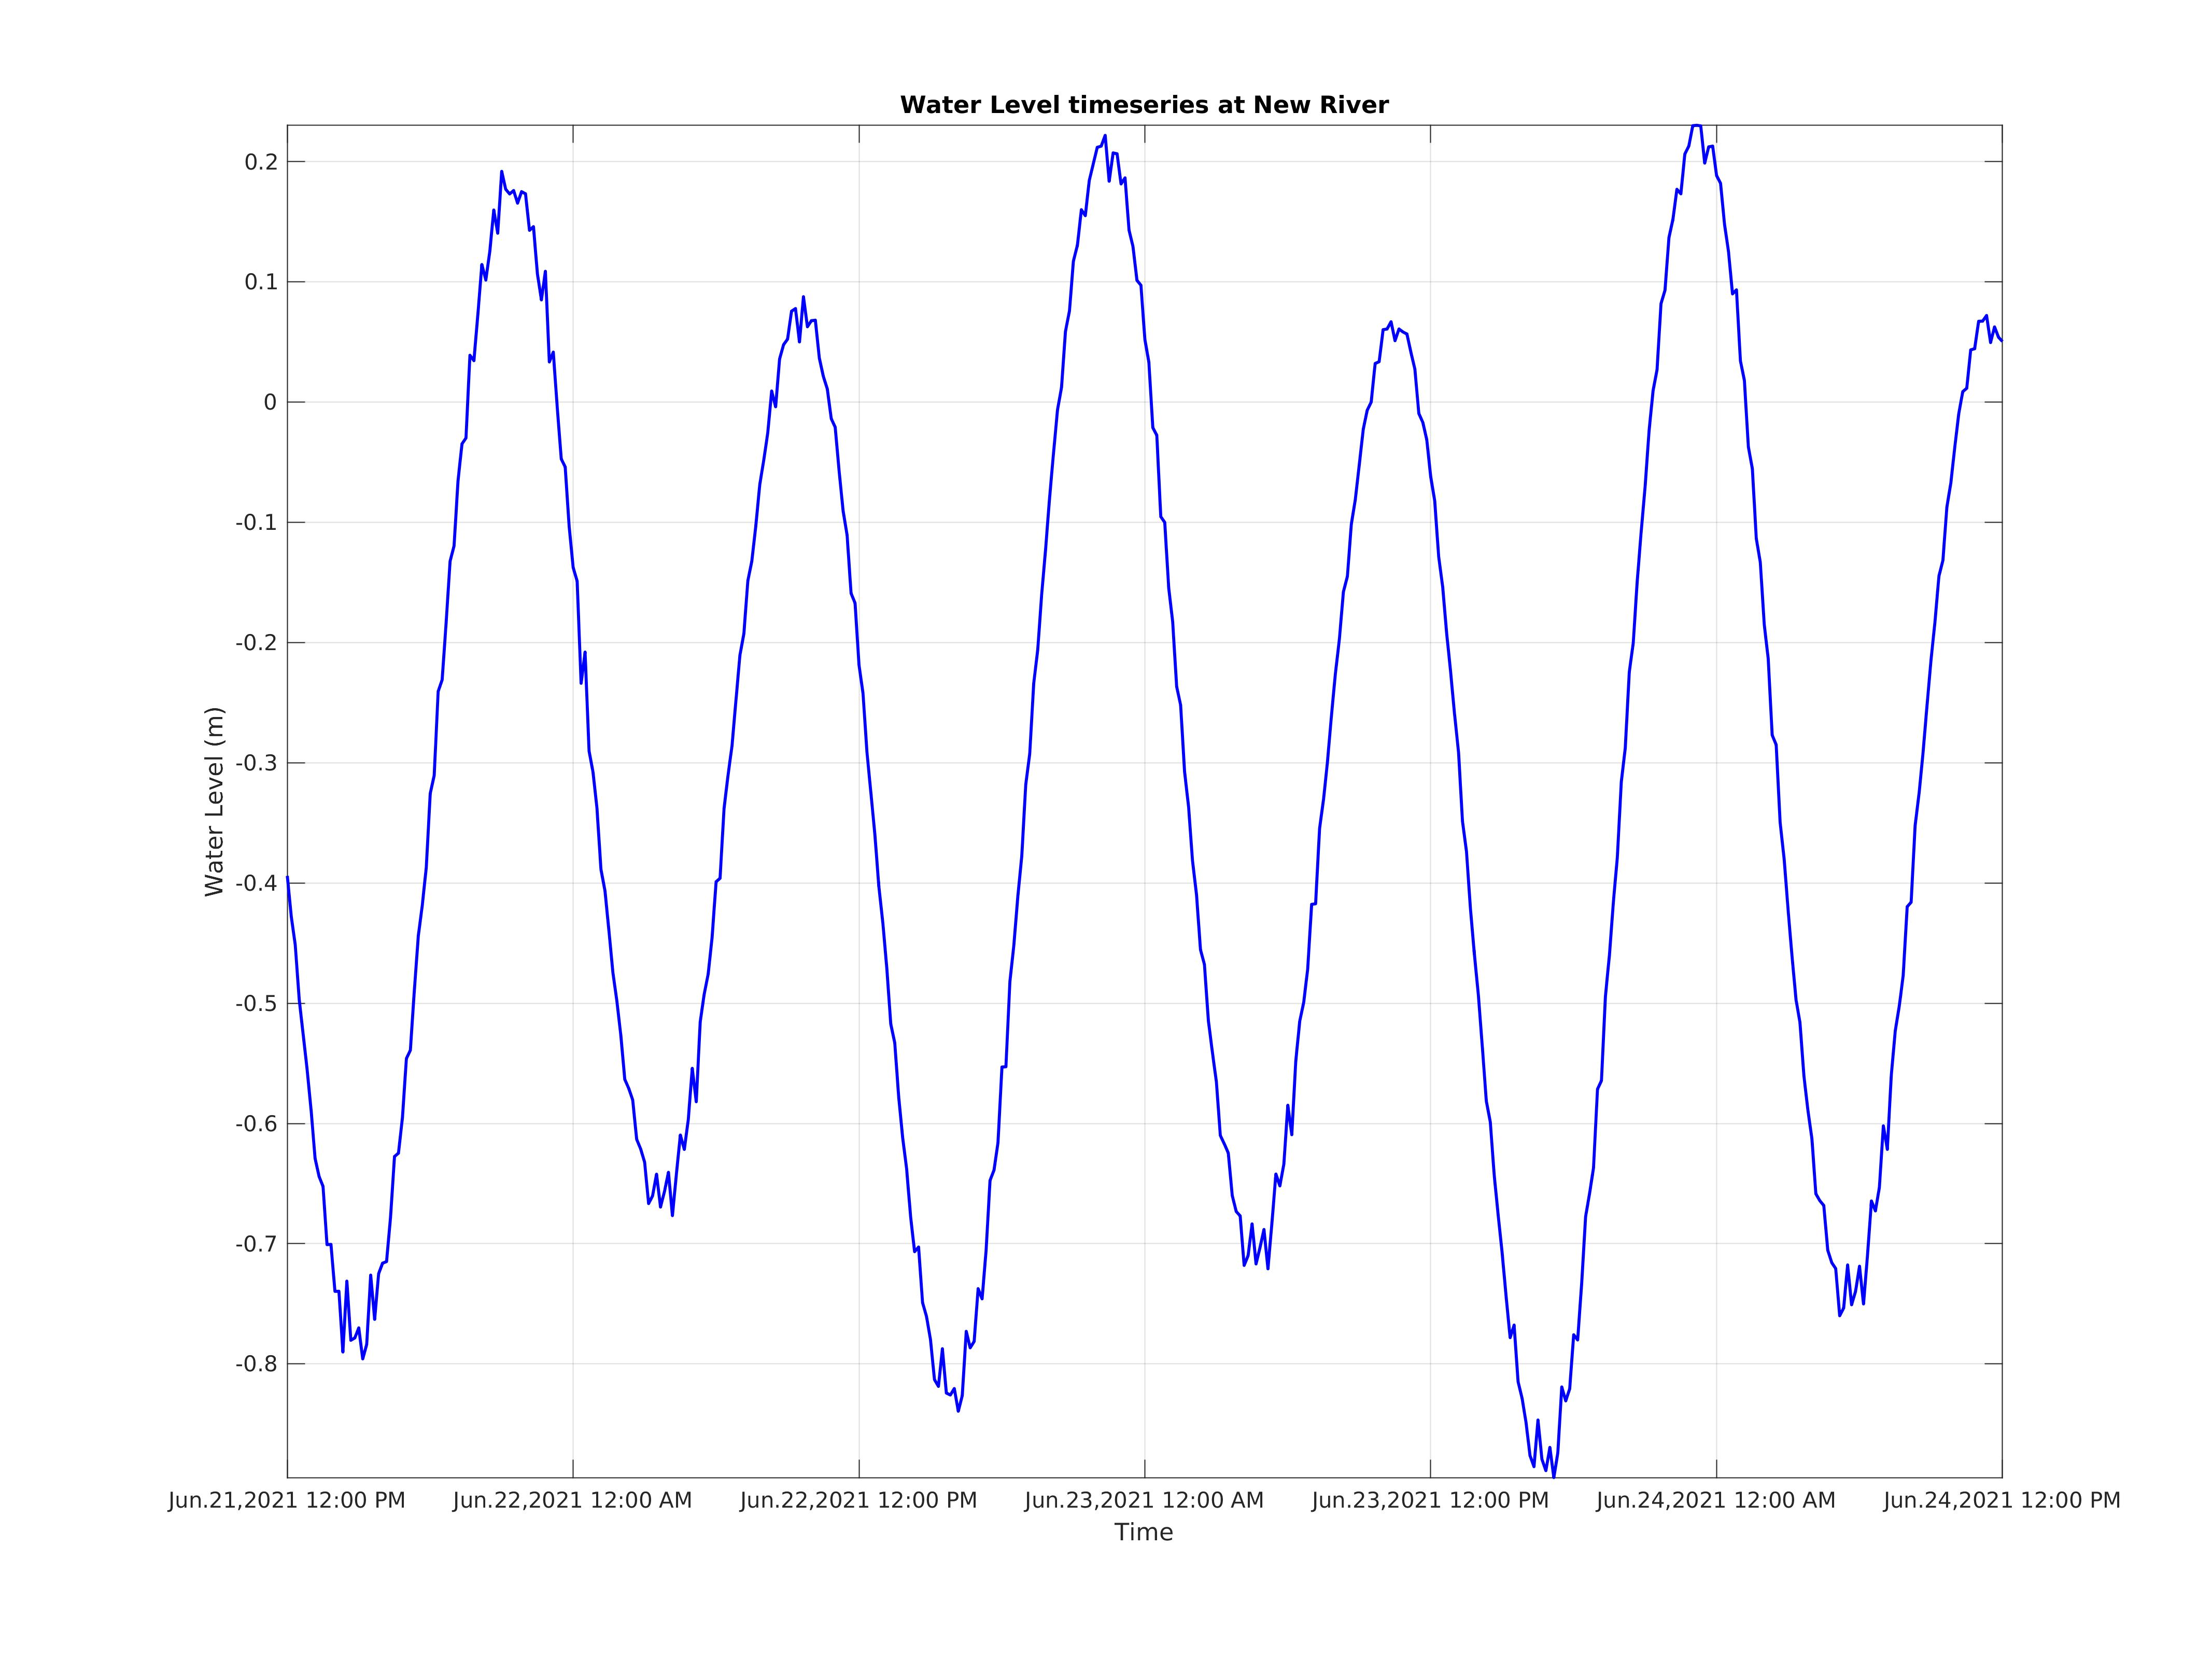 Water Level timeseries at New River
0.2
0.1
0
-0.1
-0.2
-0.3
-0.4
-0.5
-0.6
-0.7
-0.8
Water Level (m)
Jun.21,2021 12:00 PM
Jun.22,2021 12:00 AM
Jun.22,2021 12:00 PM
Jun.23,2021 12:00 AM
Jun.23,2021 12:00 PM
Jun.24,2021 12:00 AM
Jun.24,2021 12:00 PM
Time